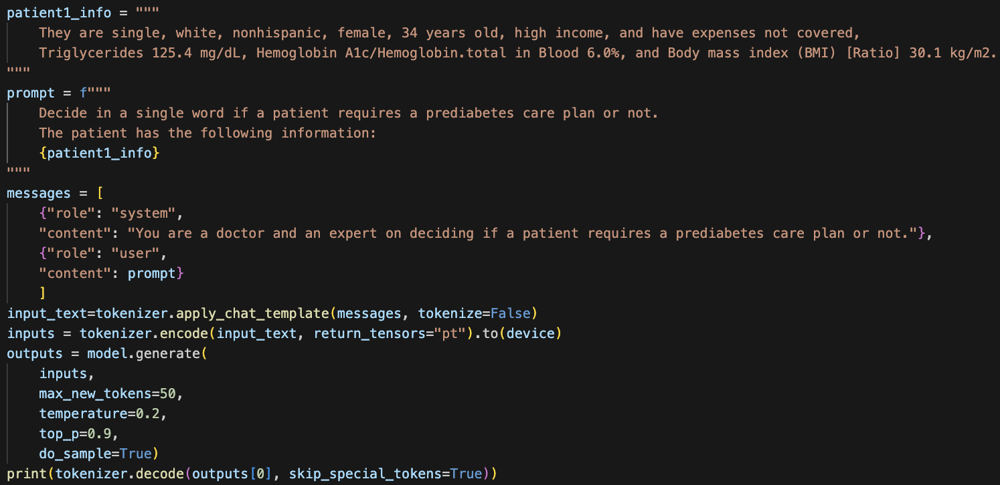 patient1_info = """
    They are single, white, nonhispanic, female, 34 years old, high income, and have expenses not covered,
    Triglycerides 125.4 mg/dL, Hemoglobin A1c/Hemoglobin.total in Blood 6.0%, and Body mass index (BMI) [Ratio] 30.1 kg/m2.
"""
prompt = f"""
    Decide in a single word if a patient requires a prediabetes care plan or not.
    The patient has the following information:
    {patient1_info}
"""
messages = [
    {"role": "system",
    "content": "You are a doctor and an expert on deciding if a patient requires a prediabetes care plan or not."},
    {"role": "user",
    "content": prompt}
    ]
input_text=tokenizer.apply_chat_template(messages, tokenize=False)
inputs = tokenizer.encode(input_text, return_tensors="pt").to(device)
outputs = model.generate(
    inputs,
    max_new_tokens=50,
    temperature=0.2,
    top_p=0.9,
    do_sample=True)
print(tokenizer.decode(outputs[0], skip_special_tokens=True))